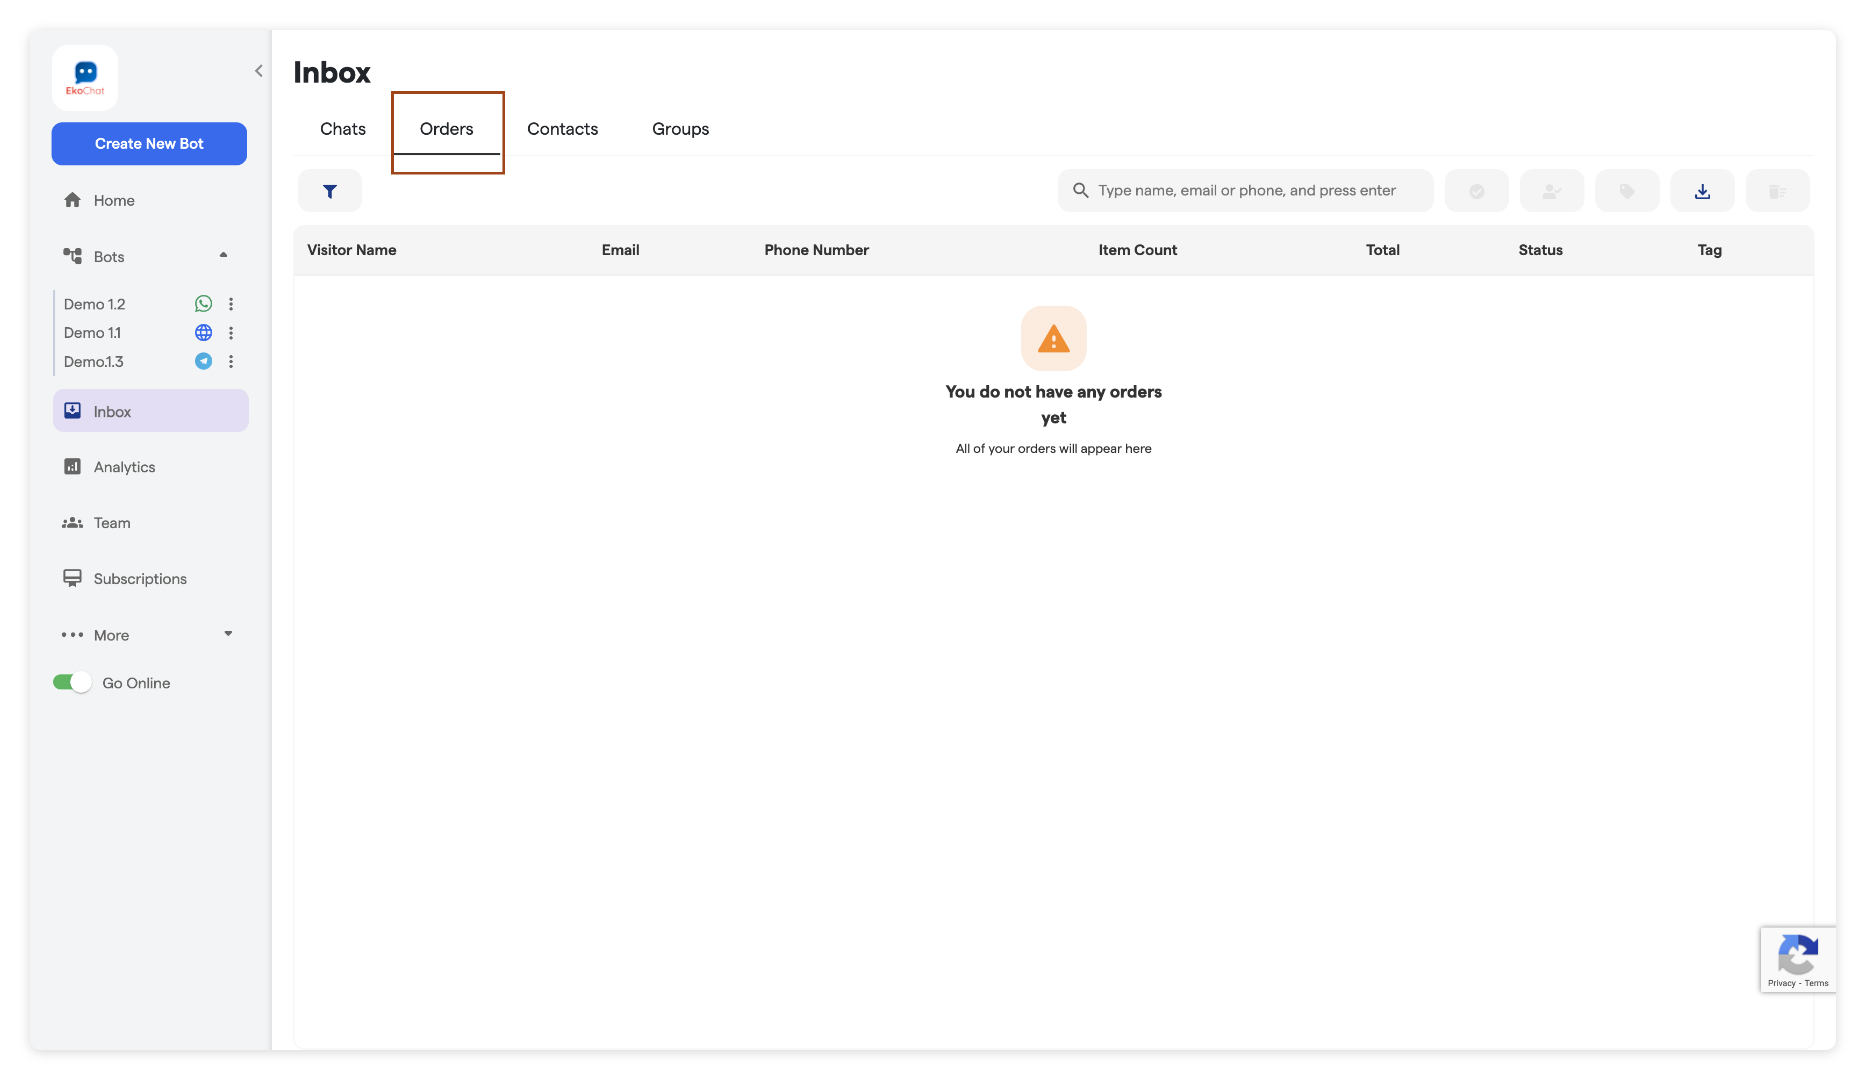 EkoChat
Create New Bot
Home
Bots
Demo 1.2
Demo 1.1
Demo.1.3
Inbox
Analytics
Team
Subscriptions
More
Go Online
Inbox
Chats
Orders
Contacts
Groups
Type name, email or phone, and press enter
Visitor Name Email Phone Number Item Count Total Status Tag
You do not have any orders
yet
All of your orders will appear here
Privacy - Terms